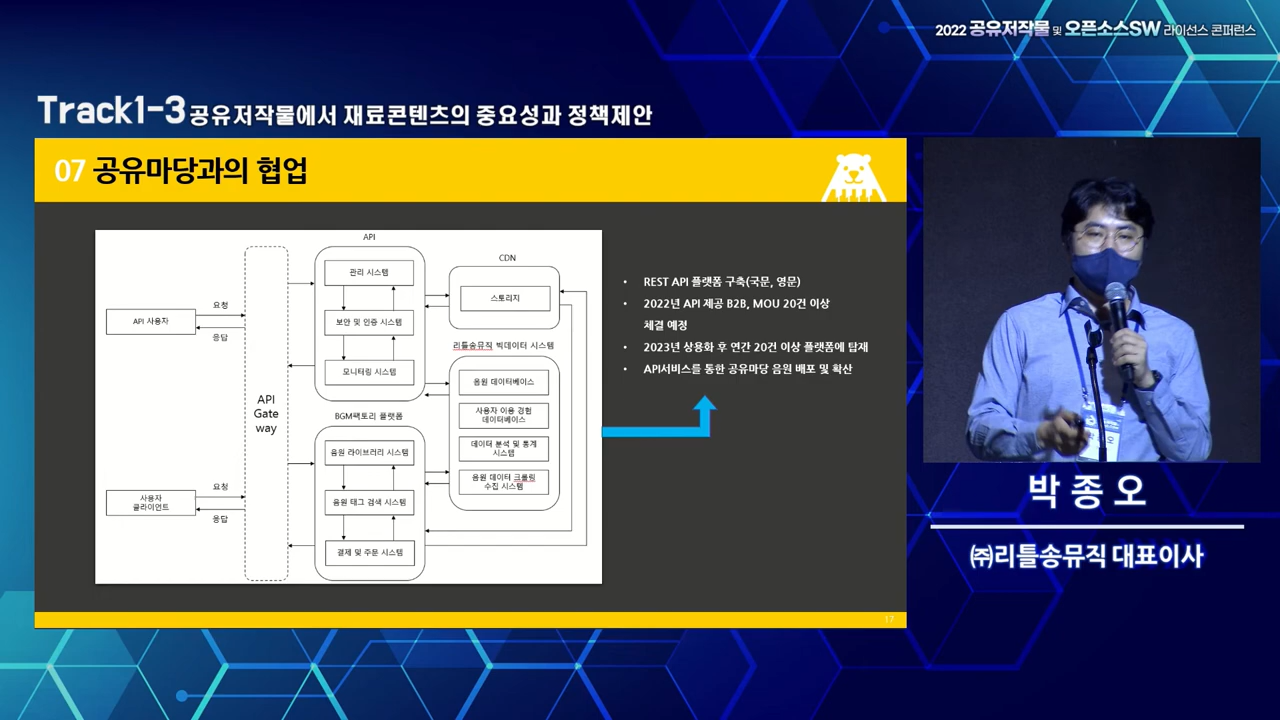 2022 공유저작물 및 오픈소스SW 라이선스 콘퍼런스
Track1-3 공유저작물에서 재료콘텐츠의 중요성과 정책제안
07 공유마당과의 협업
API
관리 시스템
보안 및 인증 시스템
모니터링 시스템
CDN
스토리지
API 사용자
요청
응답
API
Gate
way
리틀송뮤직 빅데이터 시스템
음원 데이터베이스
사용자 이용 경험
데이터베이스
데이터 분석 및 통계
시스템
음원 데이터 크롤링
수집 시스템
BGM팩토리 플랫폼
음원 라이브러리 시스템
음원 태그 검색 시스템
결제 및 주문 시스템
사용자
클라이언트
요청
응답
• REST API 플랫폼 구축(국문, 영문)
• 2022년 API 제공 B2B, MOU 20건 이상
체결 예정
• 2023년 상용화 후 연간 20건 이상 플랫폼에 탑재
• API서비스를 통한 공유마당 음원 배포 및 확산
17
박종오
㈜리틀송뮤직 대표이사